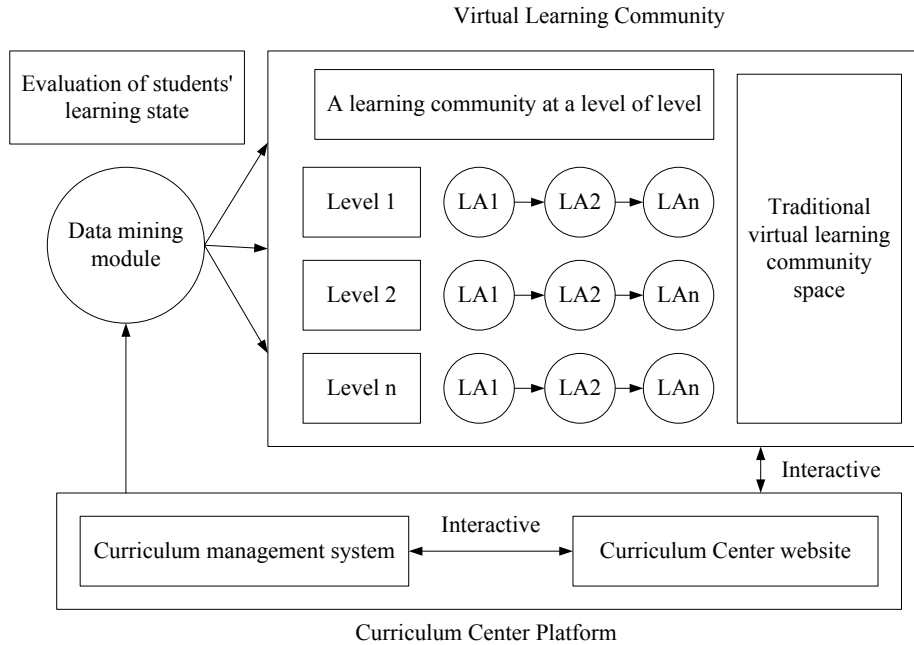 Virtual Learning Community
Evaluation of students'
learning state
A learning community at a level of level
Data mining
module
Level 1
LA1
LA2
LAn
Level 2
LA1
LA2
LAn
Level n
LA1
LA2
LAn
Traditional
virtual learning
community
space
Interactive
Curriculum management system
Interactive
Curriculum Center website
Curriculum Center Platform